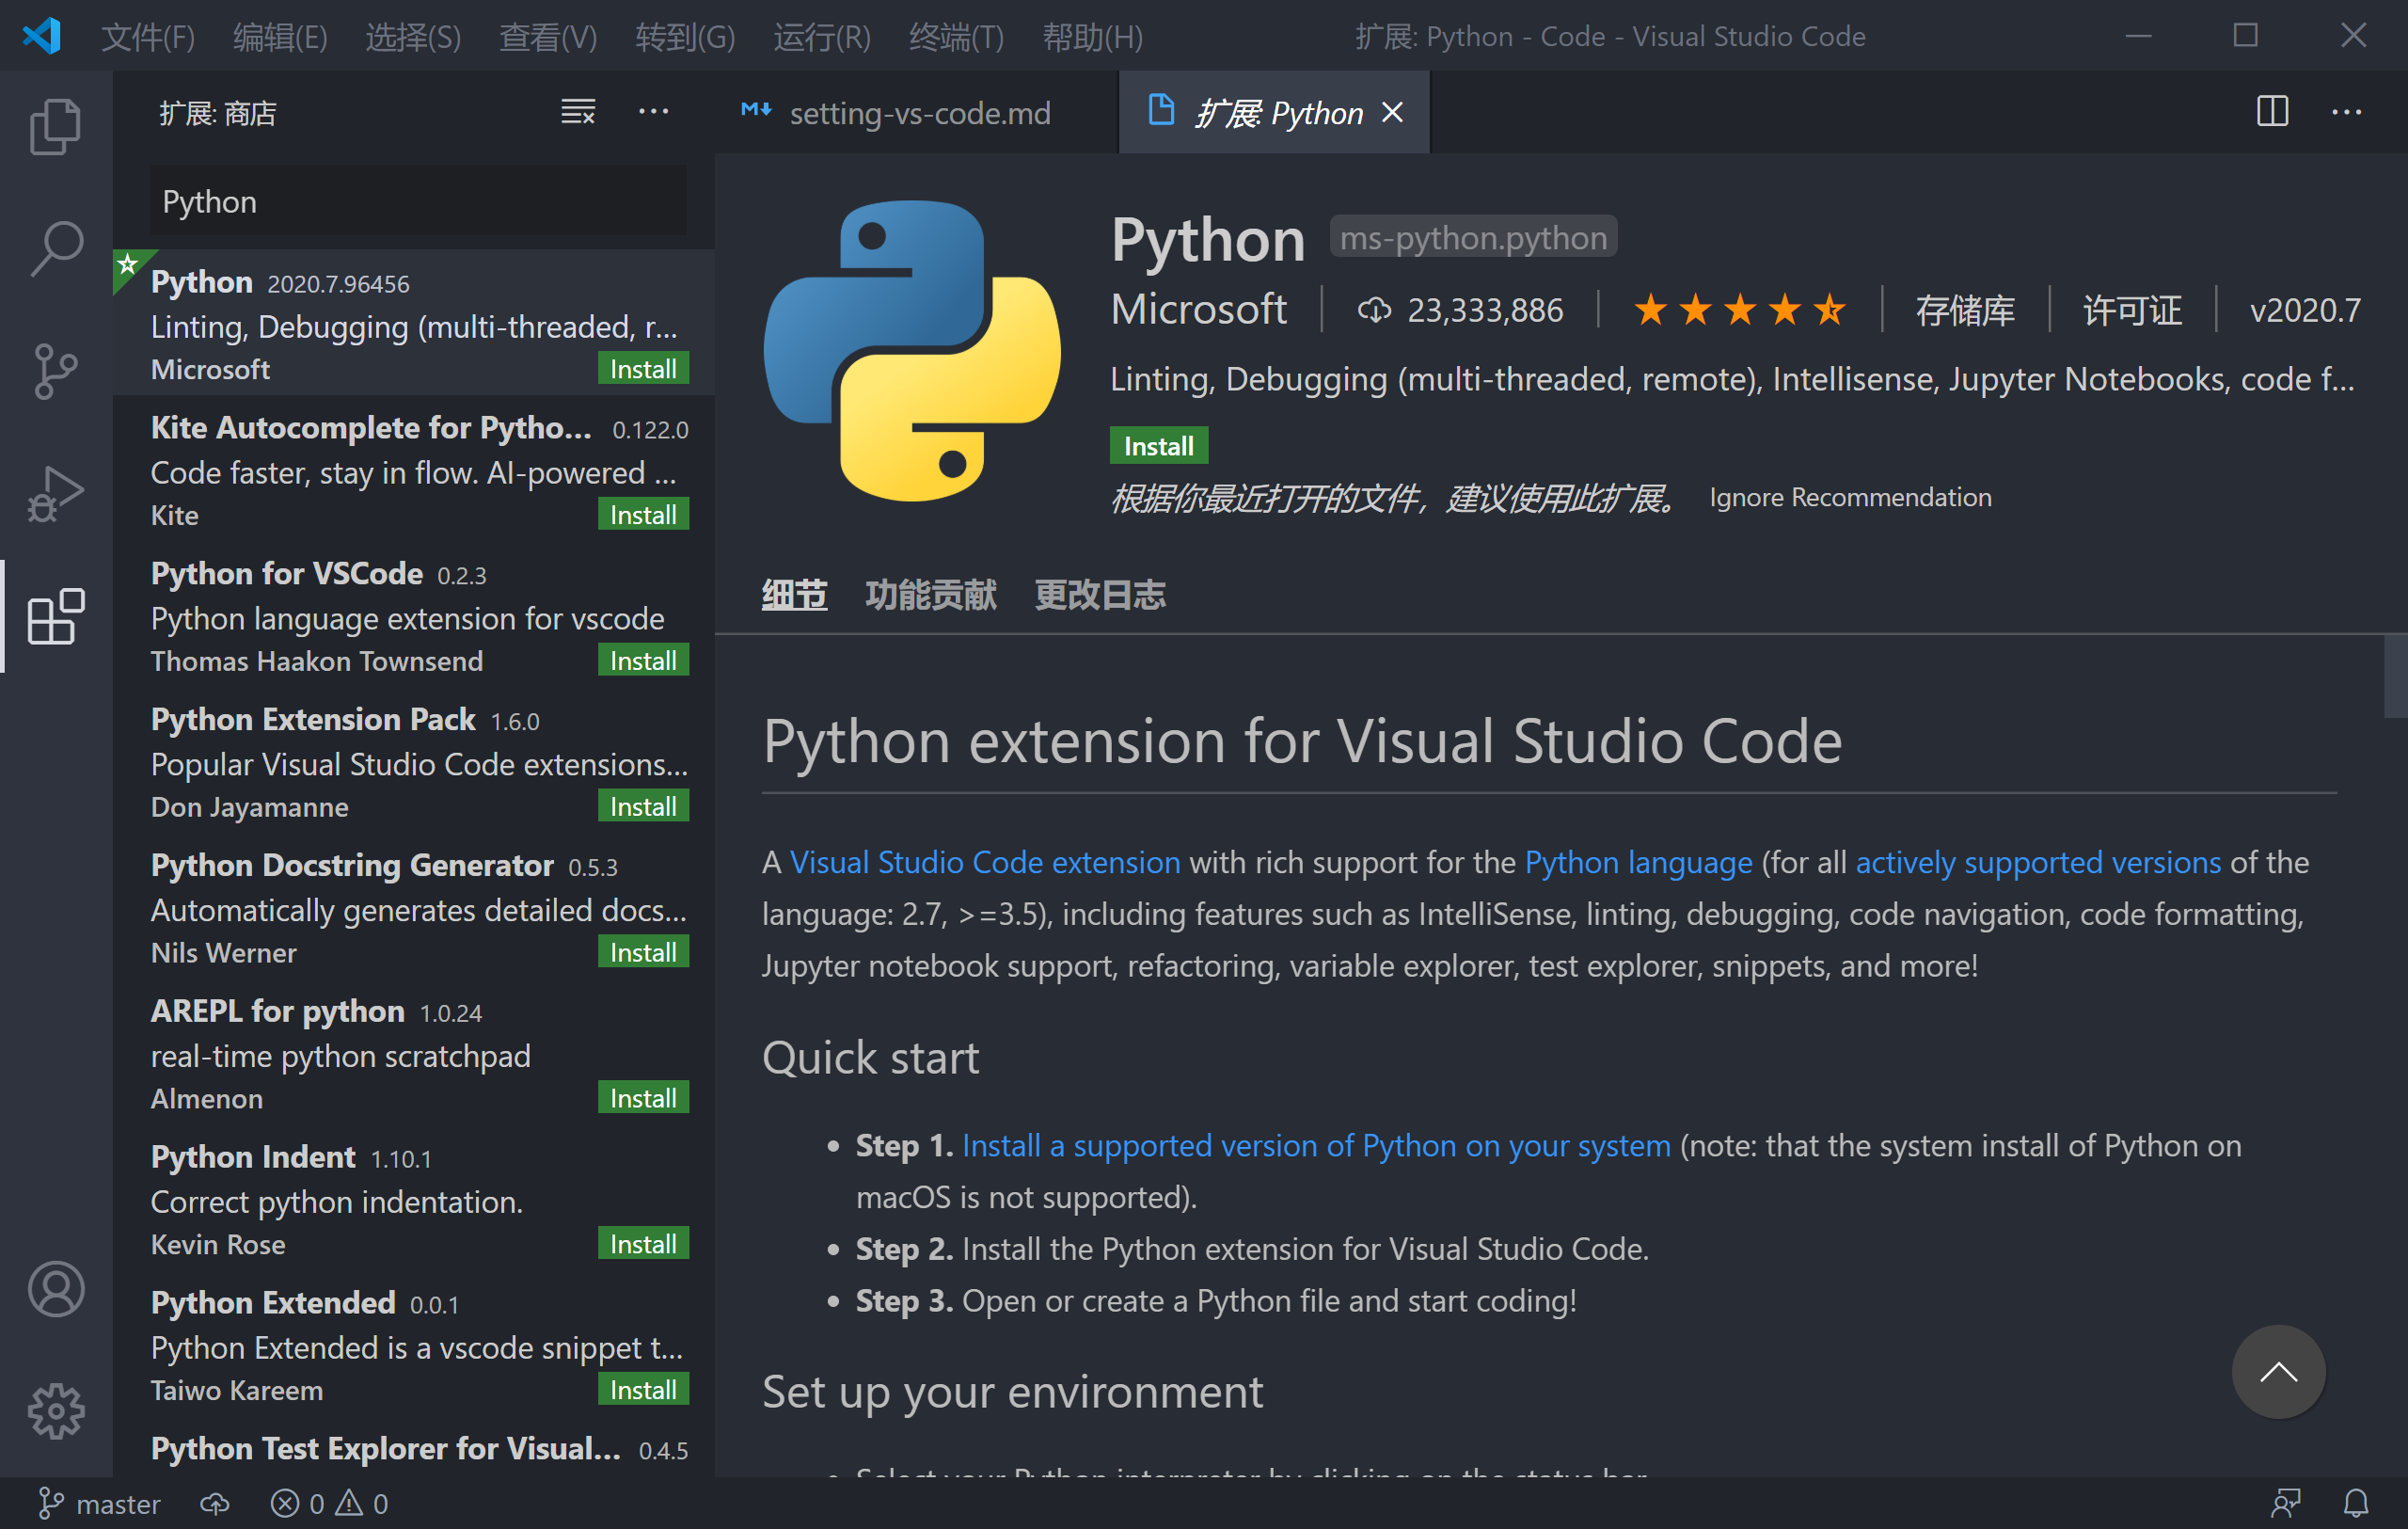 文件(F) 编辑(E) 选择(S) 查看(V) 转到(G) 运行(R) 终端(T) 帮助(H) 扩展: Python - Code - Visual Studio Code
扩展: 商店
Python
Python 2020.7.96456
Linting, Debugging (multi-threaded, r...
Microsoft Install
Kite Autocomplete for Pytho... 0.122.0
Code faster, stay in flow. AI-powered ...
Kite Install
Python for VSCode 0.2.3
Python language extension for vscode
Thomas Haakon Townsend Install
Python Extension Pack 1.6.0
Popular Visual Studio Code extensions...
Don Jayamanne Install
Python Docstring Generator 0.5.3
Automatically generates detailed docs...
Nils Werner Install
AREPL for python 1.0.24
real-time python scratchpad
Almenon Install
Python Indent 1.10.1
Correct python indentation.
Kevin Rose Install
Python Extended 0.0.1
Python Extended is a vscode snippet t...
Taiwo Kareem Install
Python Test Explorer for Visual... 0.4.5
setting-vs-code.md 扩展: Python
Python ms-python.python
Microsoft 23,333,886 存储库 许可证 v2020.7
Linting, Debugging (multi-threaded, remote), Intellisense, Jupyter Notebooks, code f...
Install
根据你最近打开的文件，建议使用此扩展。 Ignore Recommendation
细节 功能贡献 更改日志
Python extension for Visual Studio Code
A Visual Studio Code extension with rich support for the Python language (for all actively supported versions of the
language: 2.7, >=3.5), including features such as IntelliSense, linting, debugging, code navigation, code formatting,
Jupyter notebook support, refactoring, variable explorer, test explorer, snippets, and more!
Quick start
• Step 1. Install a supported version of Python on your system (note: that the system install of Python on
macOS is not supported).
• Step 2. Install the Python extension for Visual Studio Code.
• Step 3. Open or create a Python file and start coding!
Set up your environment
• Select your Python interpreter by clicking on the status bar
master 0 0